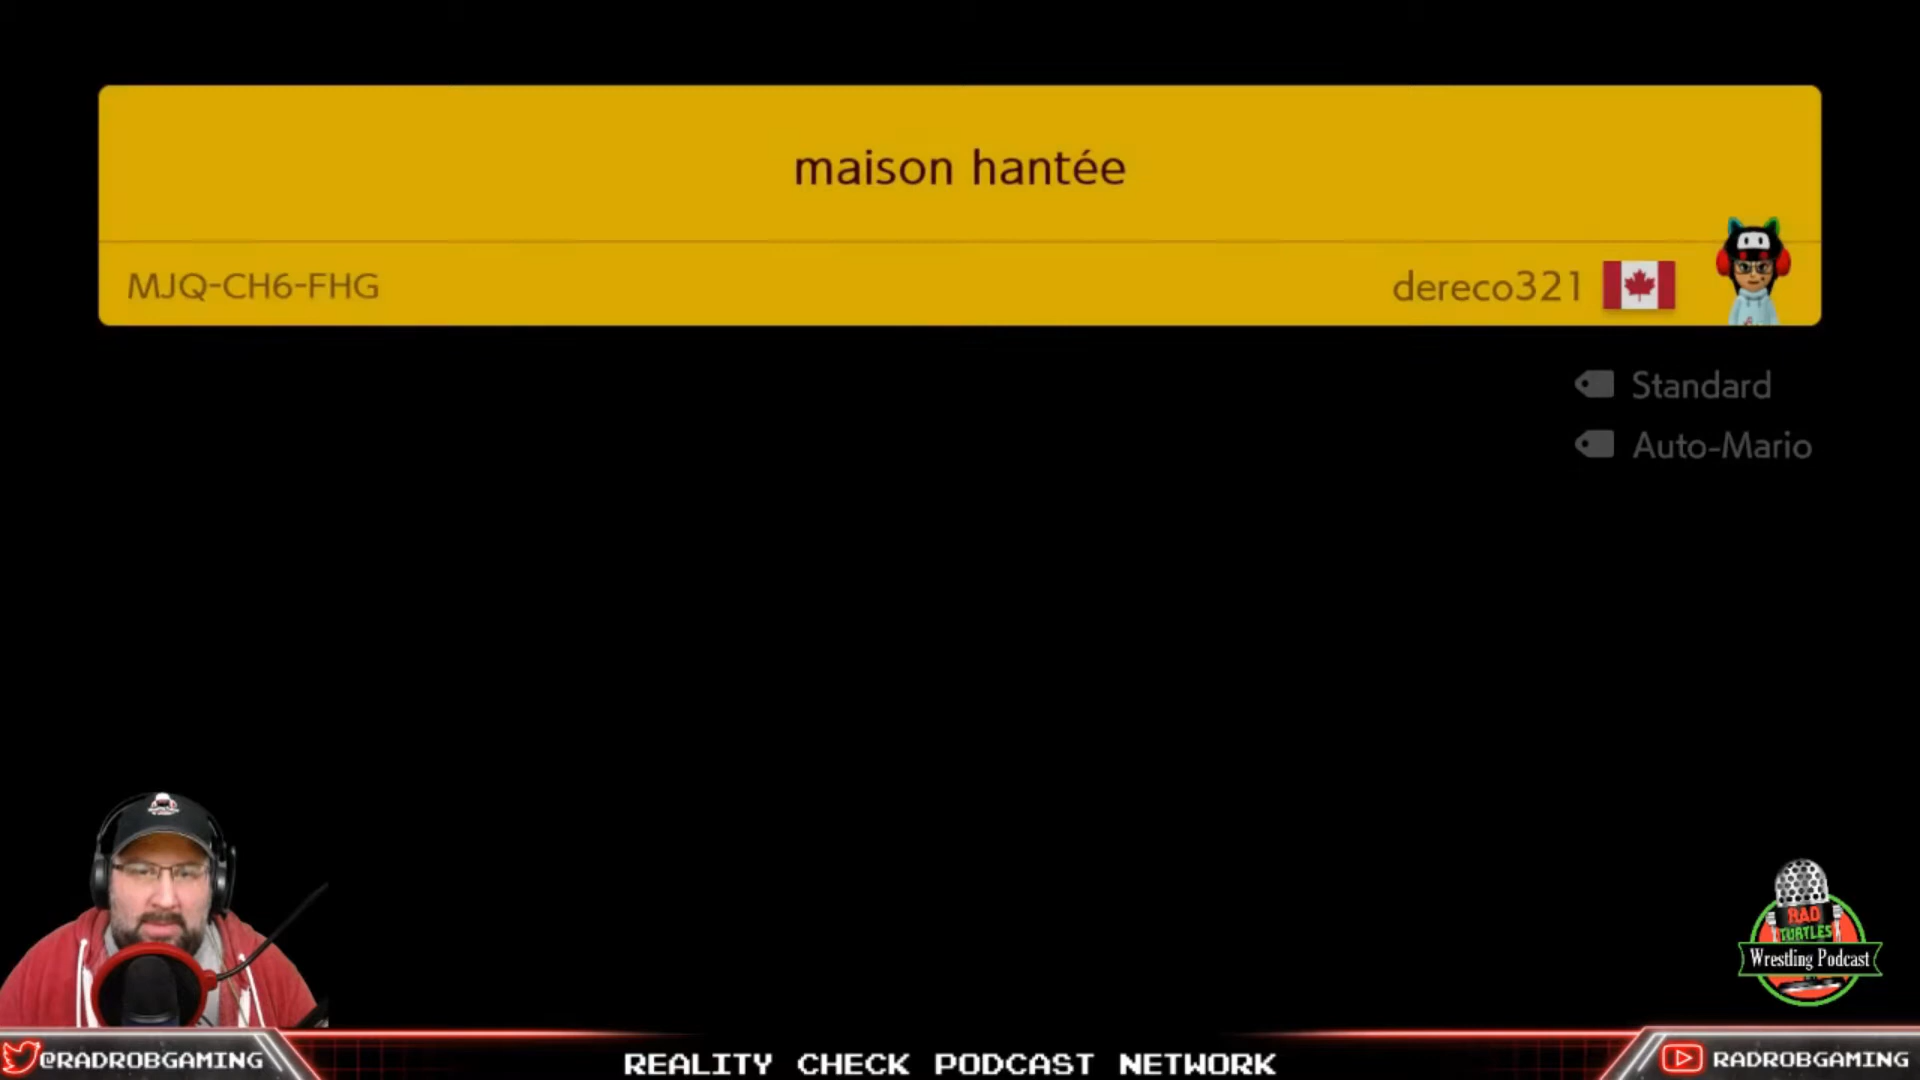 maison hantée
MJQ-CH6-FHG
dereco321
Standard
Auto-Mario
RAD
TURTLES
Wrestling Podcast
@RADROBGAMING
REALITY CHECK PODCAST NETWORK
RADROBGAMING